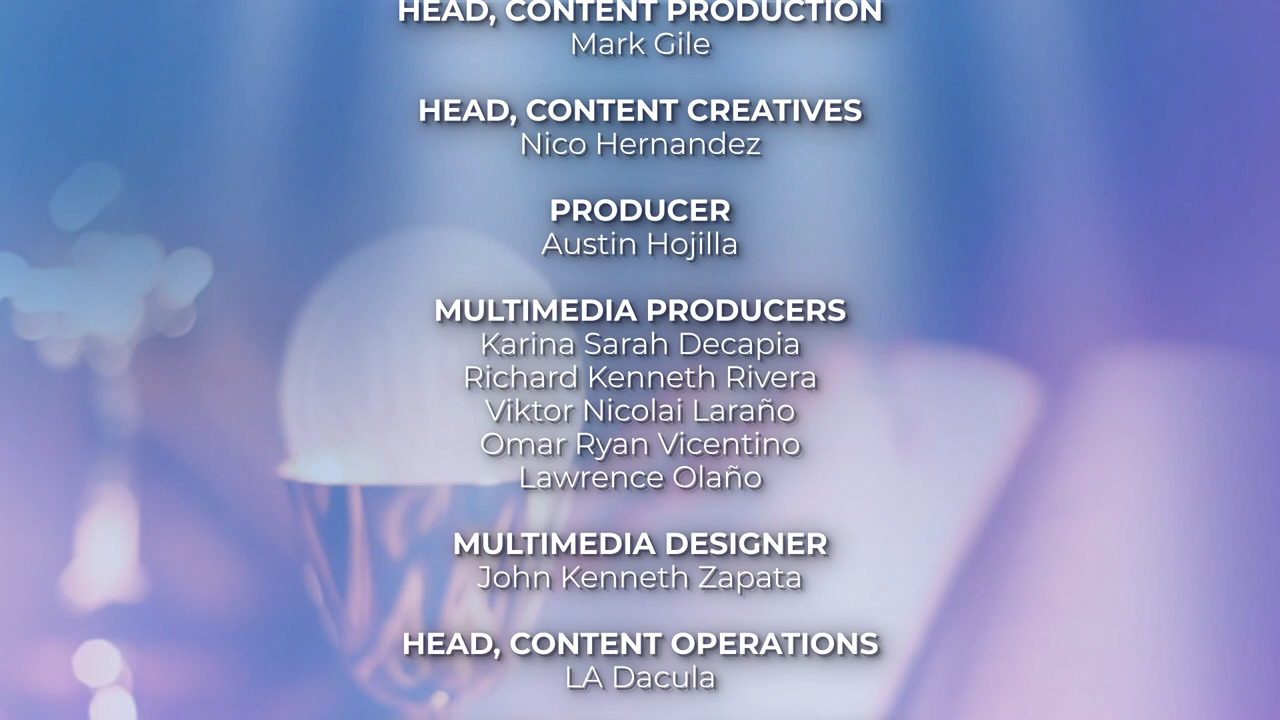 HEAD, CONTENT PRODUCTION
Mark Gile
HEAD, CONTENT CREATIVES
Nico Hernandez
PRODUCER
Austin Hojilla
MULTIMEDIA PRODUCERS
Karina Sarah Decapia
Richard Kenneth Rivera
Viktor Nicolai Laraño
Omar Ryan Vicentino
Lawrence Olaño
MULTIMEDIA DESIGNER
John Kenneth Zapata
HEAD, CONTENT OPERATIONS
LA Dacula